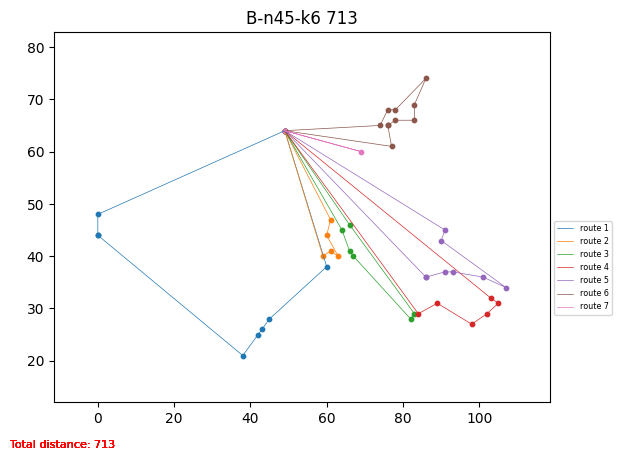 B-n45-k6 713
80
70
60
50
40
30
20
0
20
40
60
80
100
route 1
route 2
route 3
route 4
route 5
route 6
route 7
Total distance: 713